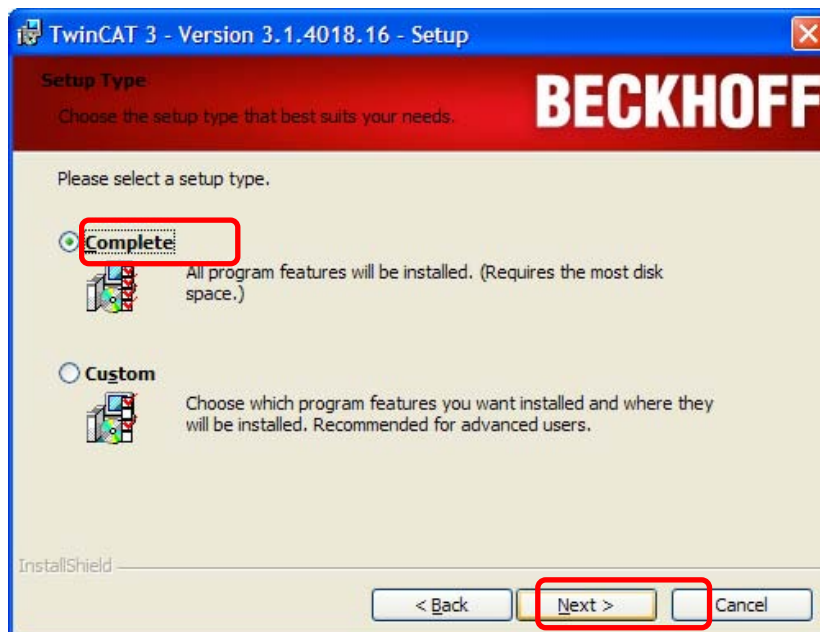 TwinCAT 3 - Version 3.1.4018.16 - Setup
Setup Type
Choose the setup type that best suits your needs.
BECKHOFF
Please select a setup type.
Complete
All program features will be installed. (Requires the most disk
space.)
Custom
Choose which program features you want installed and where they
will be installed. Recommended for advanced users.
InstallShield
< Back
Next >
Cancel